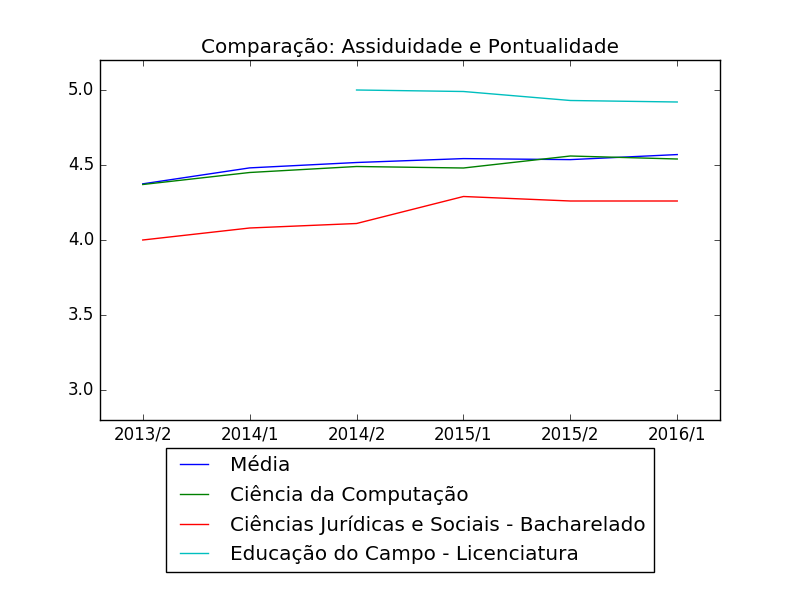 Comparação: Assiduidade e Pontualidade
5.0
4.5
4.0
3.5
3.0
2013/2 2014/1 2014/2 2015/1 2015/2 2016/1
Média
Ciência da Computação
Ciências Jurídicas e Sociais - Bacharelado
Educação do Campo - Licenciatura